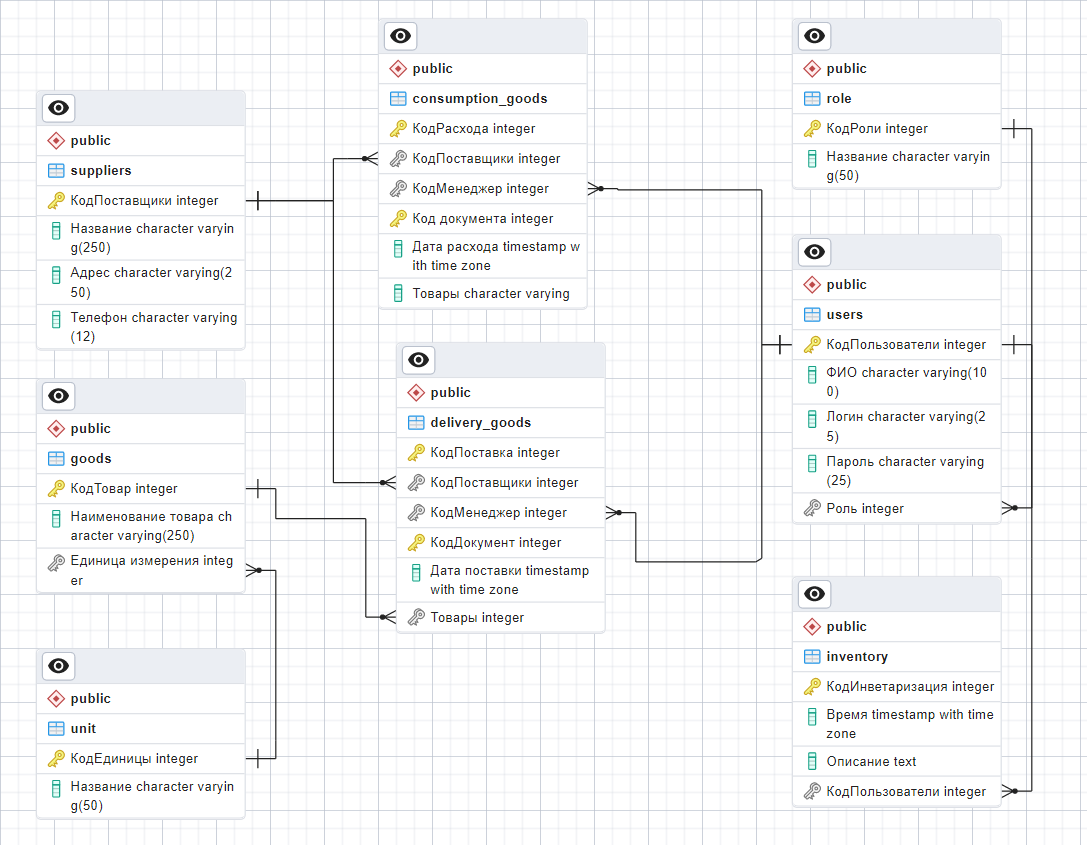 public
suppliers
КодПоставщики integer
Название character varyin
g(250)
Адрес character varying(2
50)
Телефон character varying
(12)
public
goods
КодТовар integer
Наименование товара ch
aracter varying(250)
Единица измерения integ
er
public
unit
КодЕдиницы integer
Название character varyin
g(50)
public
consumption_goods
КодРасхода integer
КодПоставщики integer
КодМенеджер integer
Код документа integer
Дата расхода timestamp w
ith time zone
Товары character varying
public
delivery_goods
КодПоставка integer
КодПоставщики integer
КодМенеджер integer
КодДокумент integer
Дата поставки timestamp
with time zone
Товары integer
public
role
КодРоли integer
Название character varyin
g(50)
public
users
КодПользователи integer
ФИО character varying(10
0)
Логин character varying(2
5)
Пароль character varying
(25)
Роль integer
public
inventory
КодИнветаризация integer
Время timestamp with time
zone
Описание text
КодПользователи integer